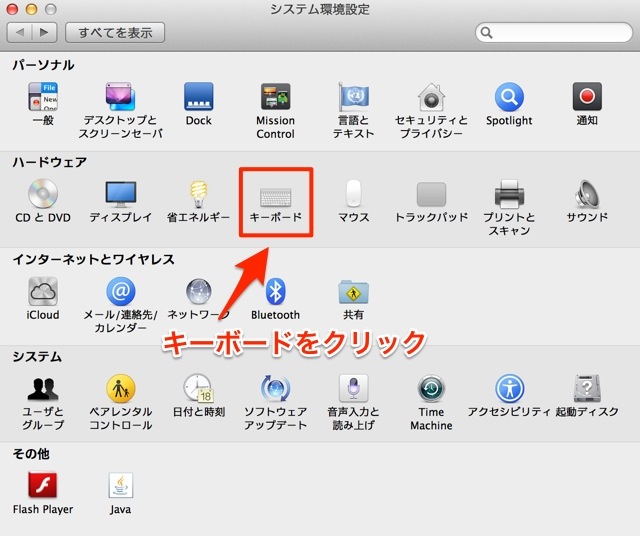 システム環境設定
すべてを表示
パーソナル
File
New
一般
デスクトップと
スクリーンセーバ
Dock
Mission
Control
言語と
テキスト
セキュリティと
プライバシー
Spotlight
通知
ハードウェア
CD と DVD
ディスプレイ
省エネルギー
キーボード
マウス
トラックパッド
プリントと
スキャン
サウンド
インターネットとワイヤレス
iCloud
メール/連絡先/
カレンダー
ネットワーク
Bluetooth
共有
キーボードをクリック
システム
ユーザと
グループ
ペアレンタル
コントロール
18
日付と時刻
ソフトウェア
アップデート
音声入力と
読み上げ
Time
Machine
アクセシビリティ
起動ディスク
その他
Flash Player
Java